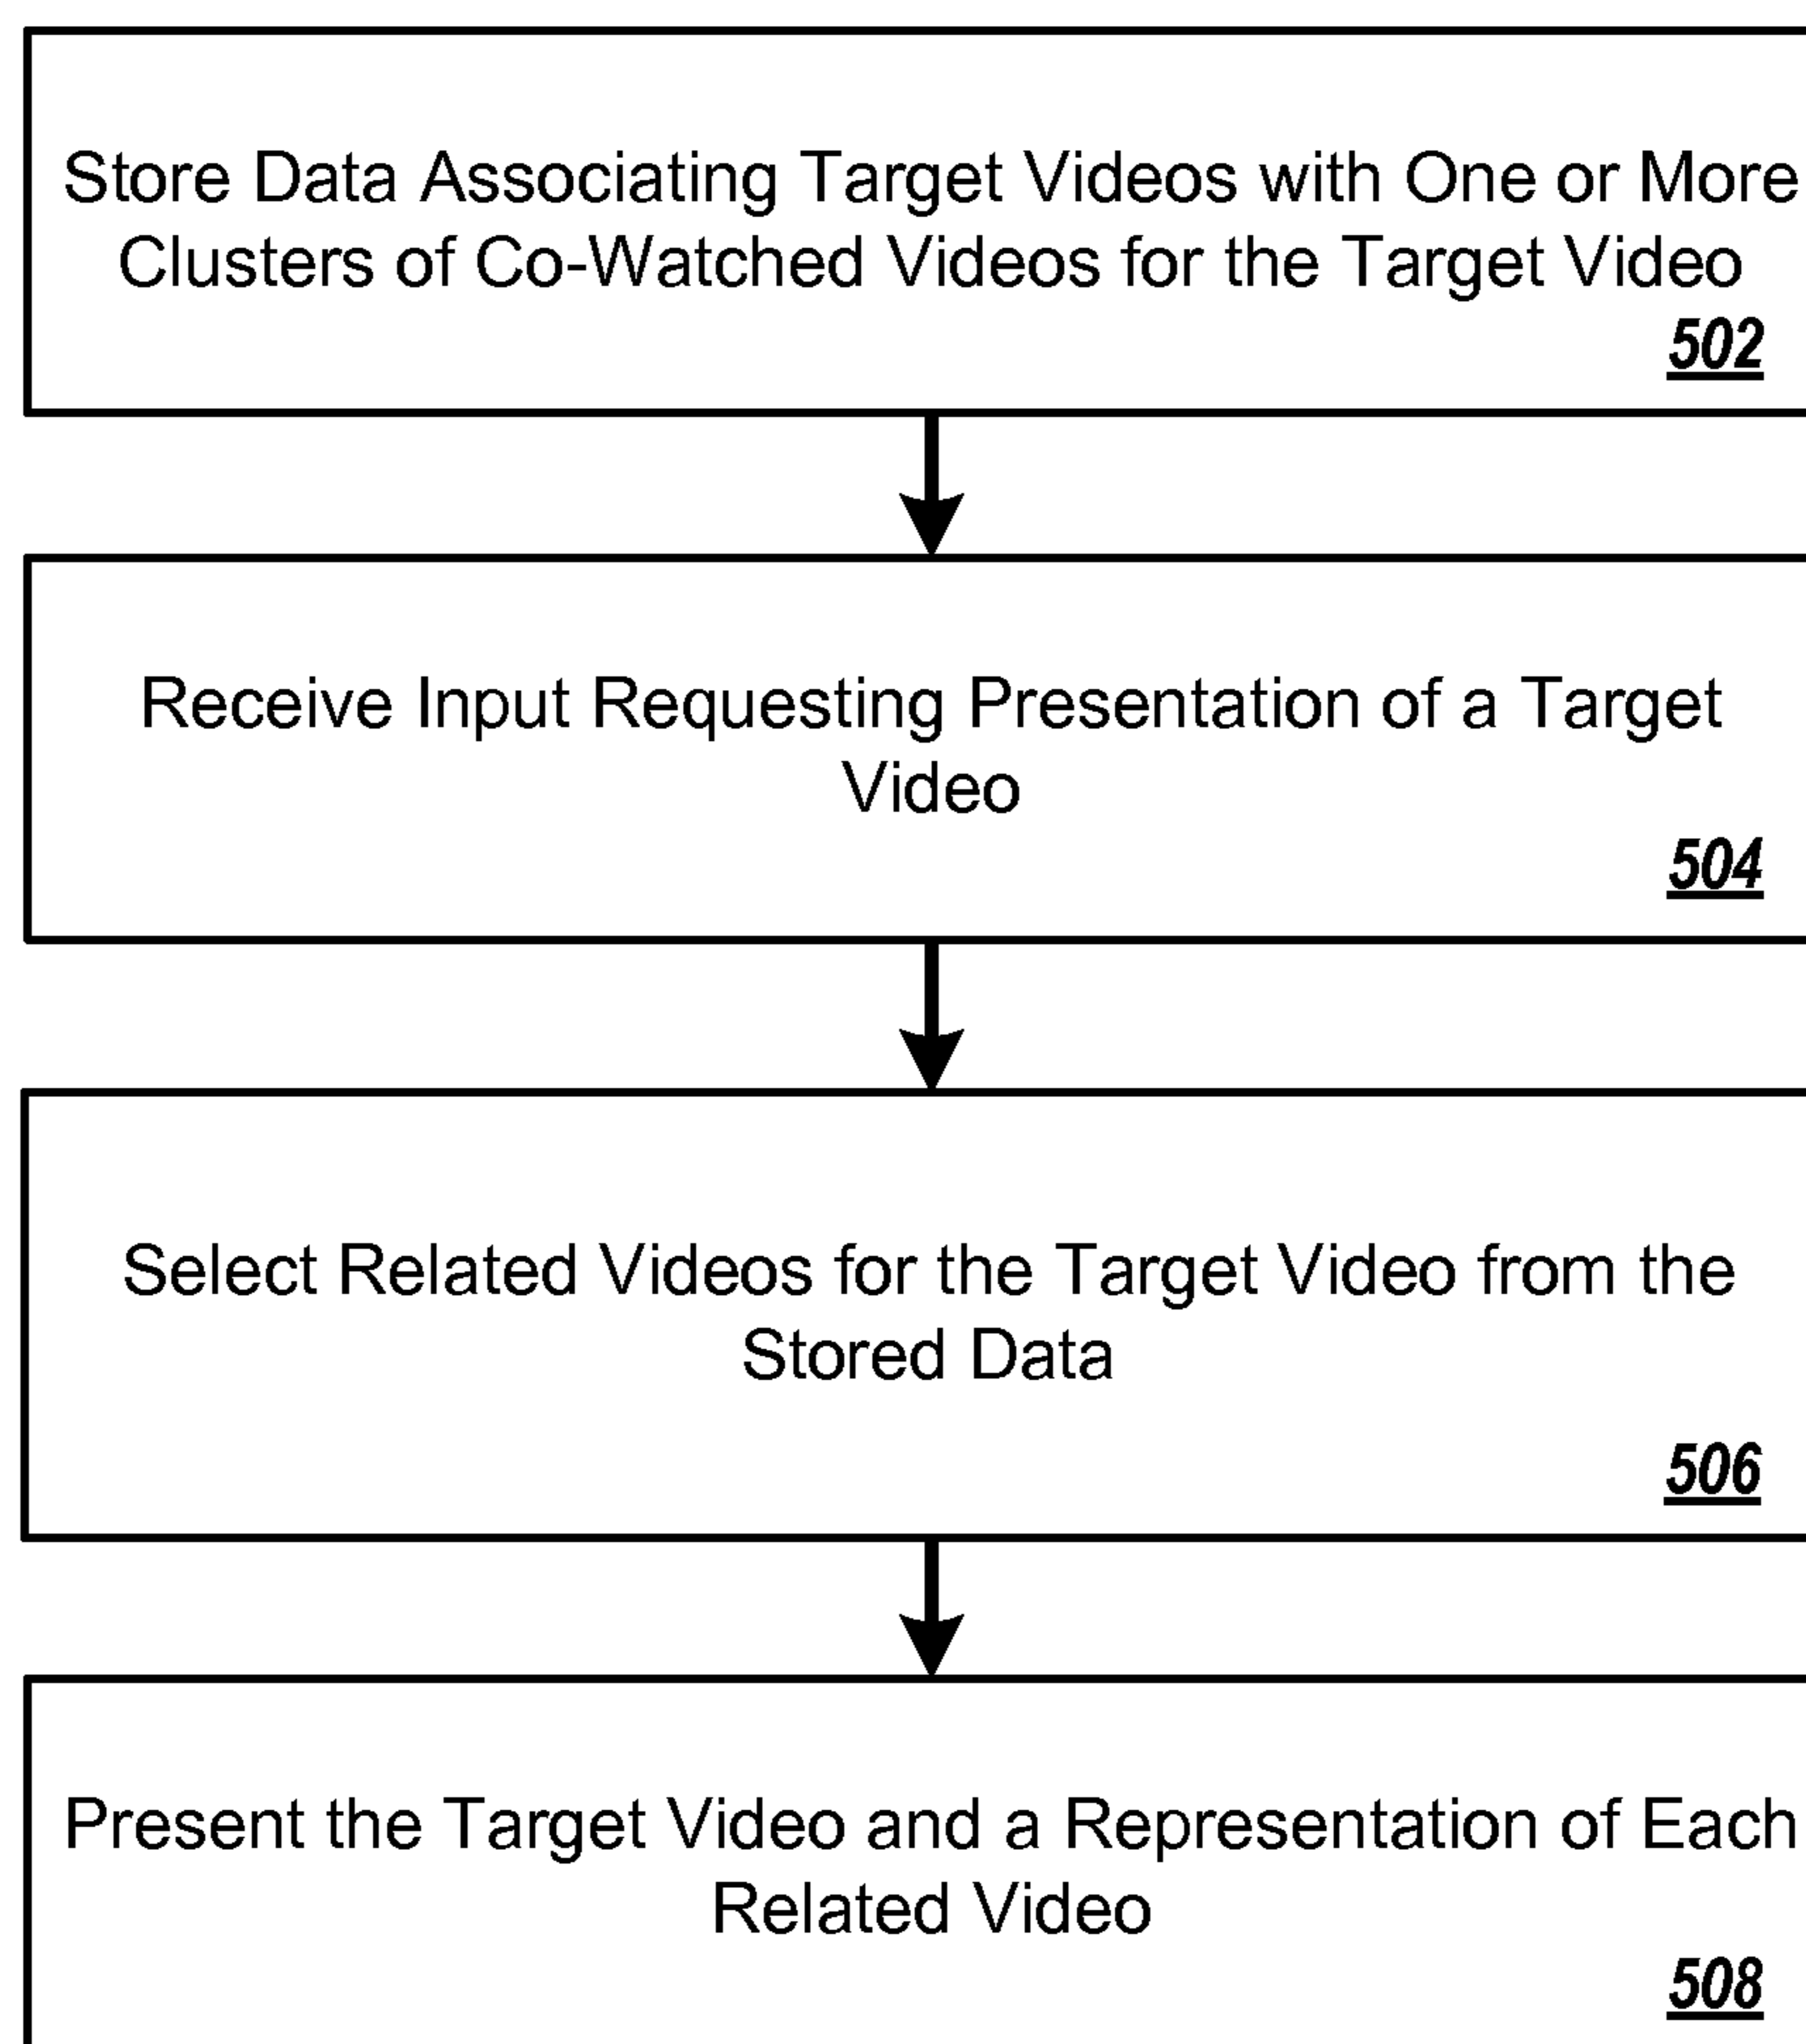 Store Data Associating Target Videos with One or More
Clusters of Co-Watched Videos for the Target Video
502
Receive Input Requesting Presentation of a Target
Video
504
Select Related Videos for the Target Video from the
Stored Data
506
Present the Target Video and a Representation of Each
Related Video
508